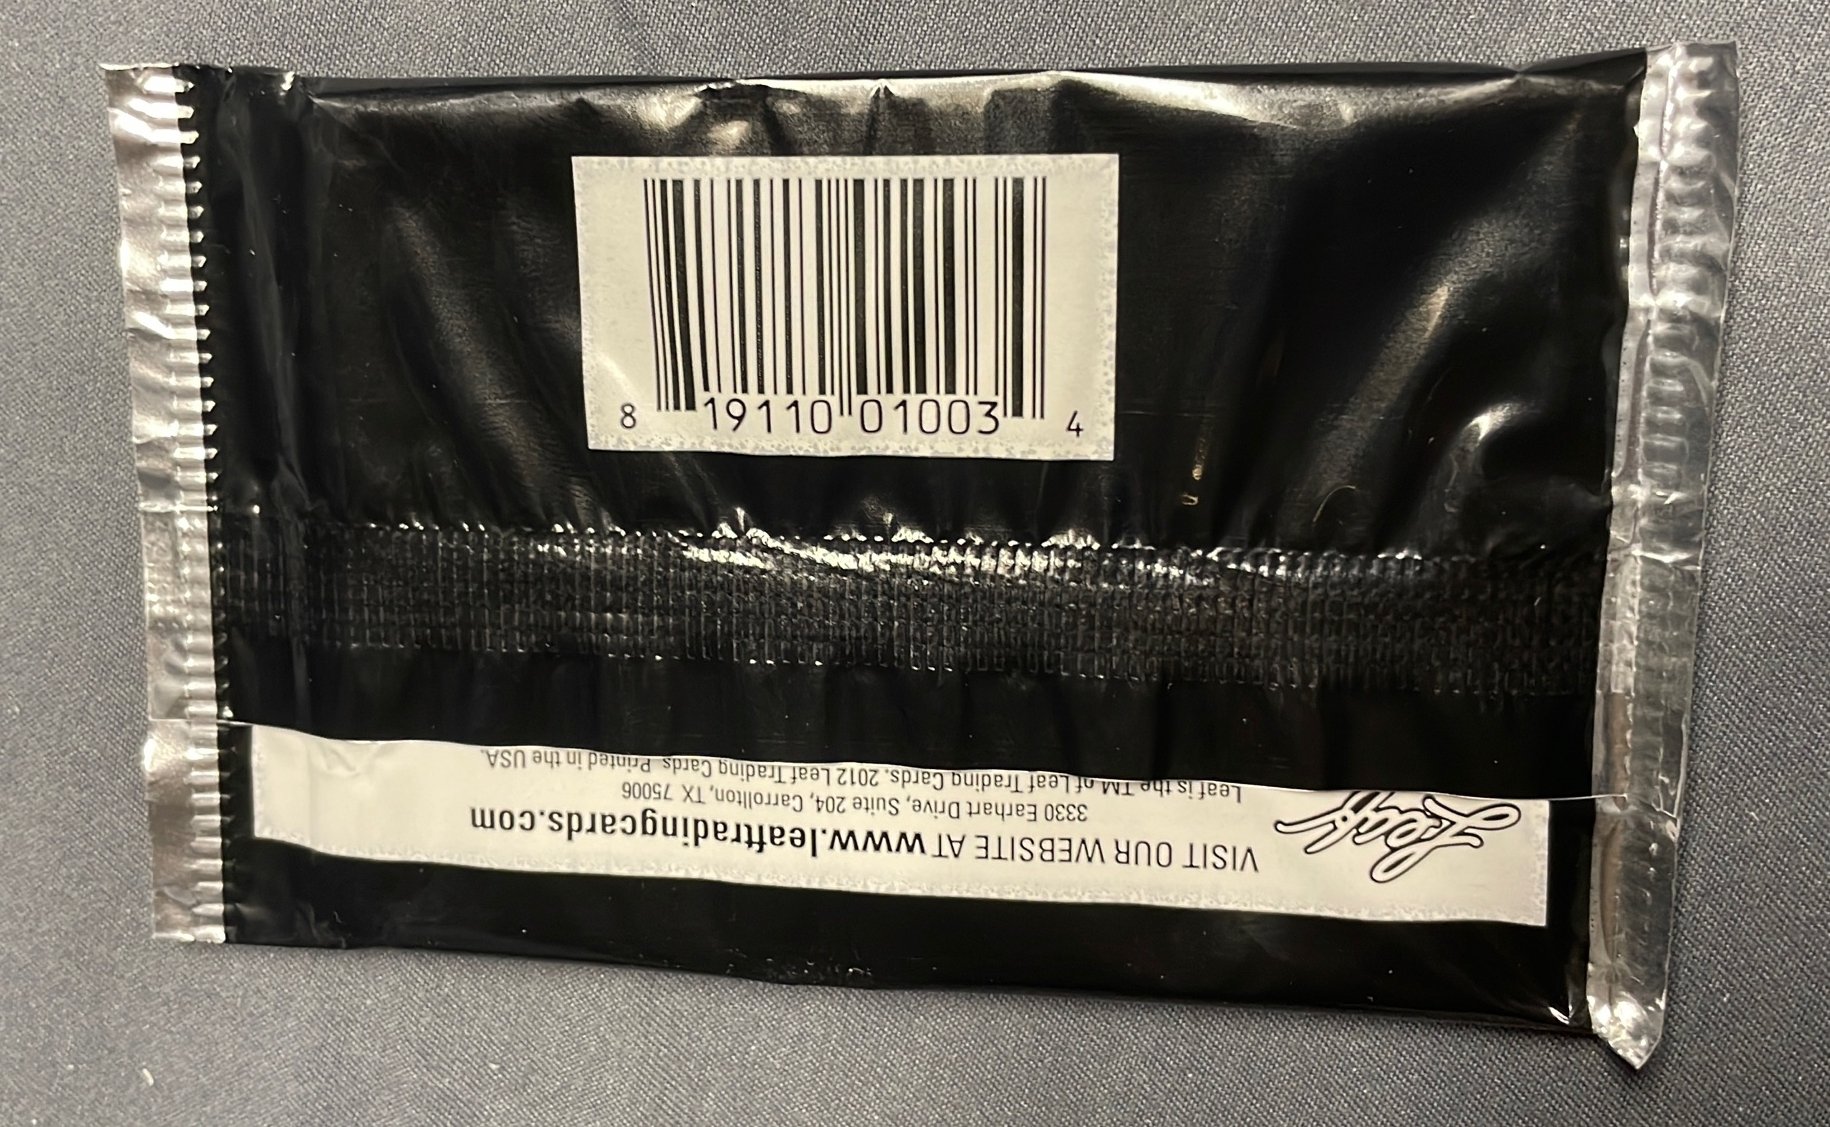 8 19110 01003 4
Leaf
VISIT OUR WEBSITE AT www.leaftradingcards.com
3330 Earhart Drive, Suite 204, Carrollton, TX 75006
Leaf is the TM of Leaf Trading Cards. 2012 Leaf Trading Cards. Printed in the USA.